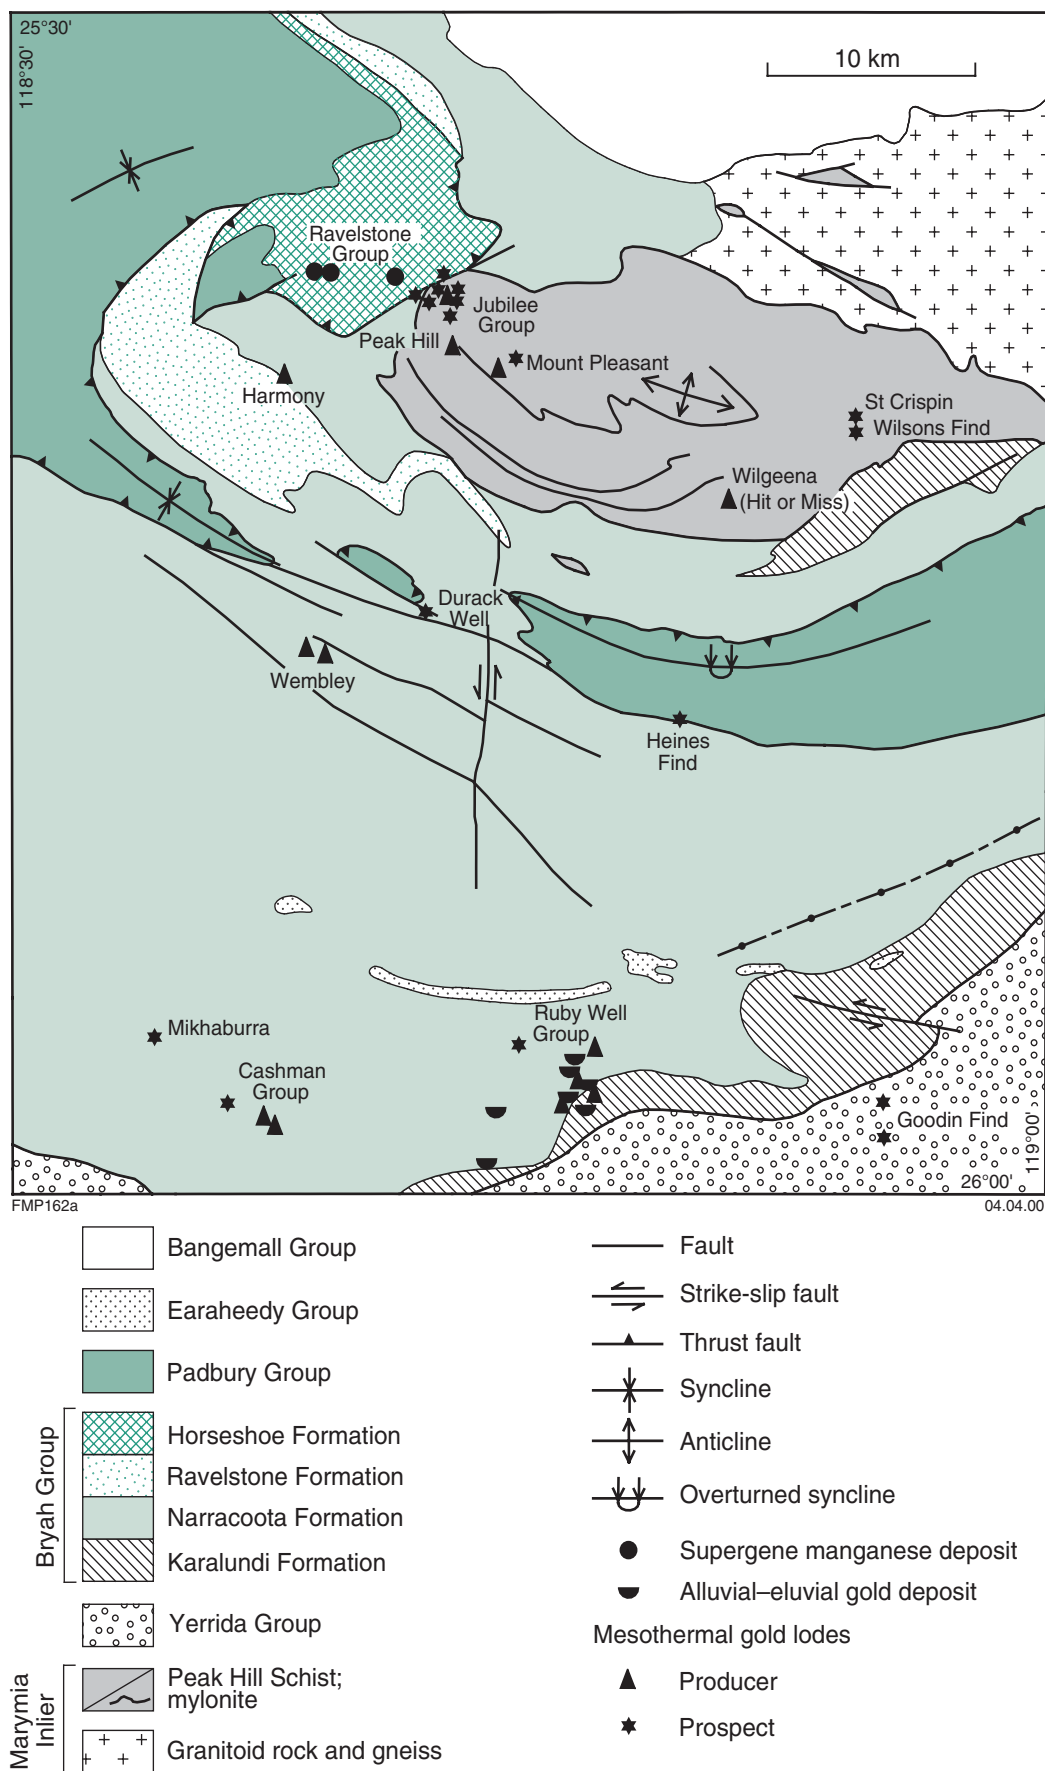 25°30'
118°30'
10 km
Ravelstone
Group
Jubilee
Group
Peak Hill
Mount Pleasant
Harmony
St Crispin
Wilsons Find
Wilgeena
(Hit or Miss)
Durack
Well
Wembley
Heines
Find
Ruby Well
Group
Mikhaburra
Cashman
Group
Goodin Find
119°00'
26°00'
FMP162a
04.04.00
Bangemall Group
Earaheedy Group
Padbury Group
Bryah Group
Horseshoe Formation
Ravelstone Formation
Narracoota Formation
Karalundi Formation
Yerrida Group
Marymia
Inlier
Peak Hill Schist;
mylonite
Granitoid rock and gneiss
Fault
Strike-slip fault
Thrust fault
Syncline
Anticline
Overturned syncline
Supergene manganese deposit
Alluvial–eluvial gold deposit
Mesothermal gold lodes
Producer
Prospect